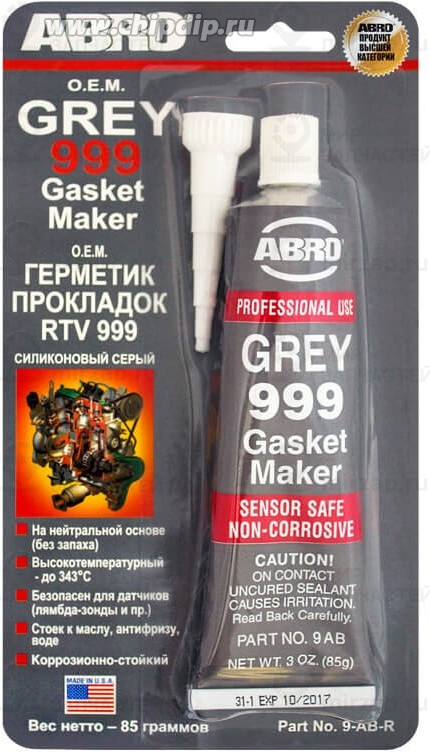 www.chipdip.ru
ABRO
ABRO
ПРОДУКТ
ВЫСШЕЙ
КАТЕГОРИИ
O.E.M.
GREY
999
Gasket
Maker
O.E.M.
ГЕРМЕТИК
ПРОКЛАДОК
RTV 999
СИЛИКОНОВЫЙ СЕРЫЙ
На нейтральной основе
(без запаха)
Высокотемпературный
- до 343°C
Безопасен для датчиков
(лямбда-зонды и пр.)
Стоек к маслу, антифризу,
воде
Коррозионно-стойкий
MADE IN U.S.A.
Вес нетто – 85 граммов
ABRO
PROFESSIONAL USE
GREY
999
Gasket
Maker
SENSOR SAFE
NON-CORROSIVE
CAUTION!
ON CONTACT
UNCURED SEALANT
CAUSES IRRITATION.
Read Back Carefully.
PART NO. 9AB
NET WT. 3 OZ. (85g)
31-1 EXP 10/2017
Part No. 9-AB-R